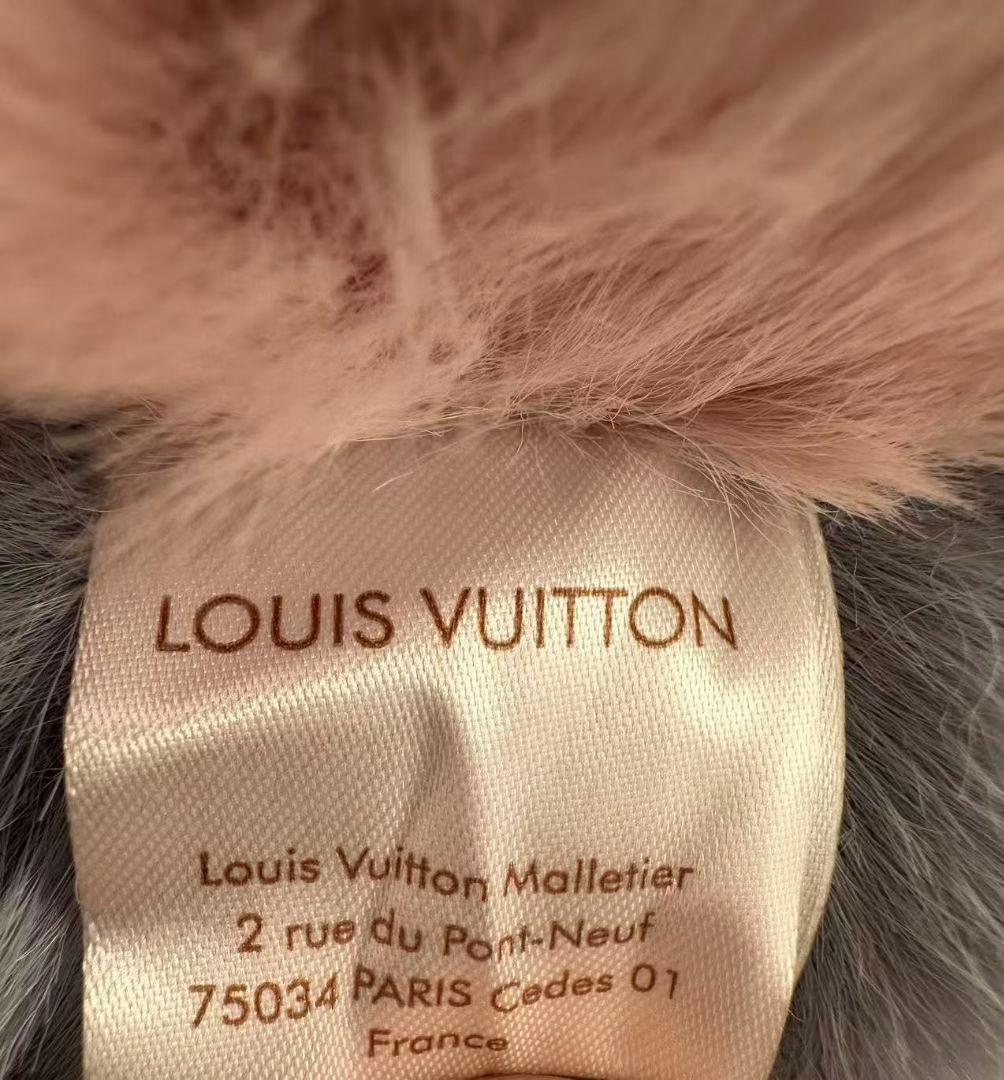 LOUIS VUITTON
Louis Vuitton Malletier
2 rue du Pont-Neuf
75034 PARIS Cedes 01
France